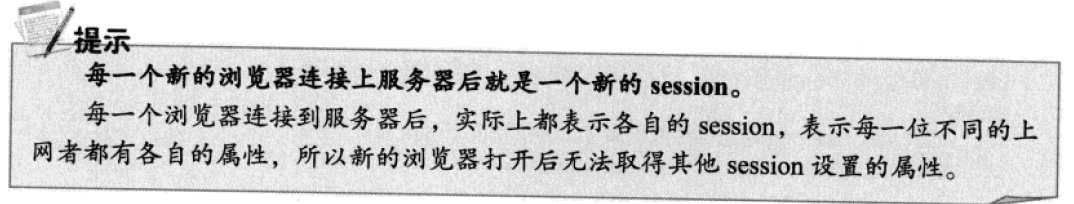 提示
每一个新的浏览器连接上服务器后就是一个新的 session。
每一个浏览器连接到服务器后，实际上都表示各自的 session，表示每一位不同的上
网者都有各自的属性，所以新的浏览器打开后无法取得其他 session 设置的属性。